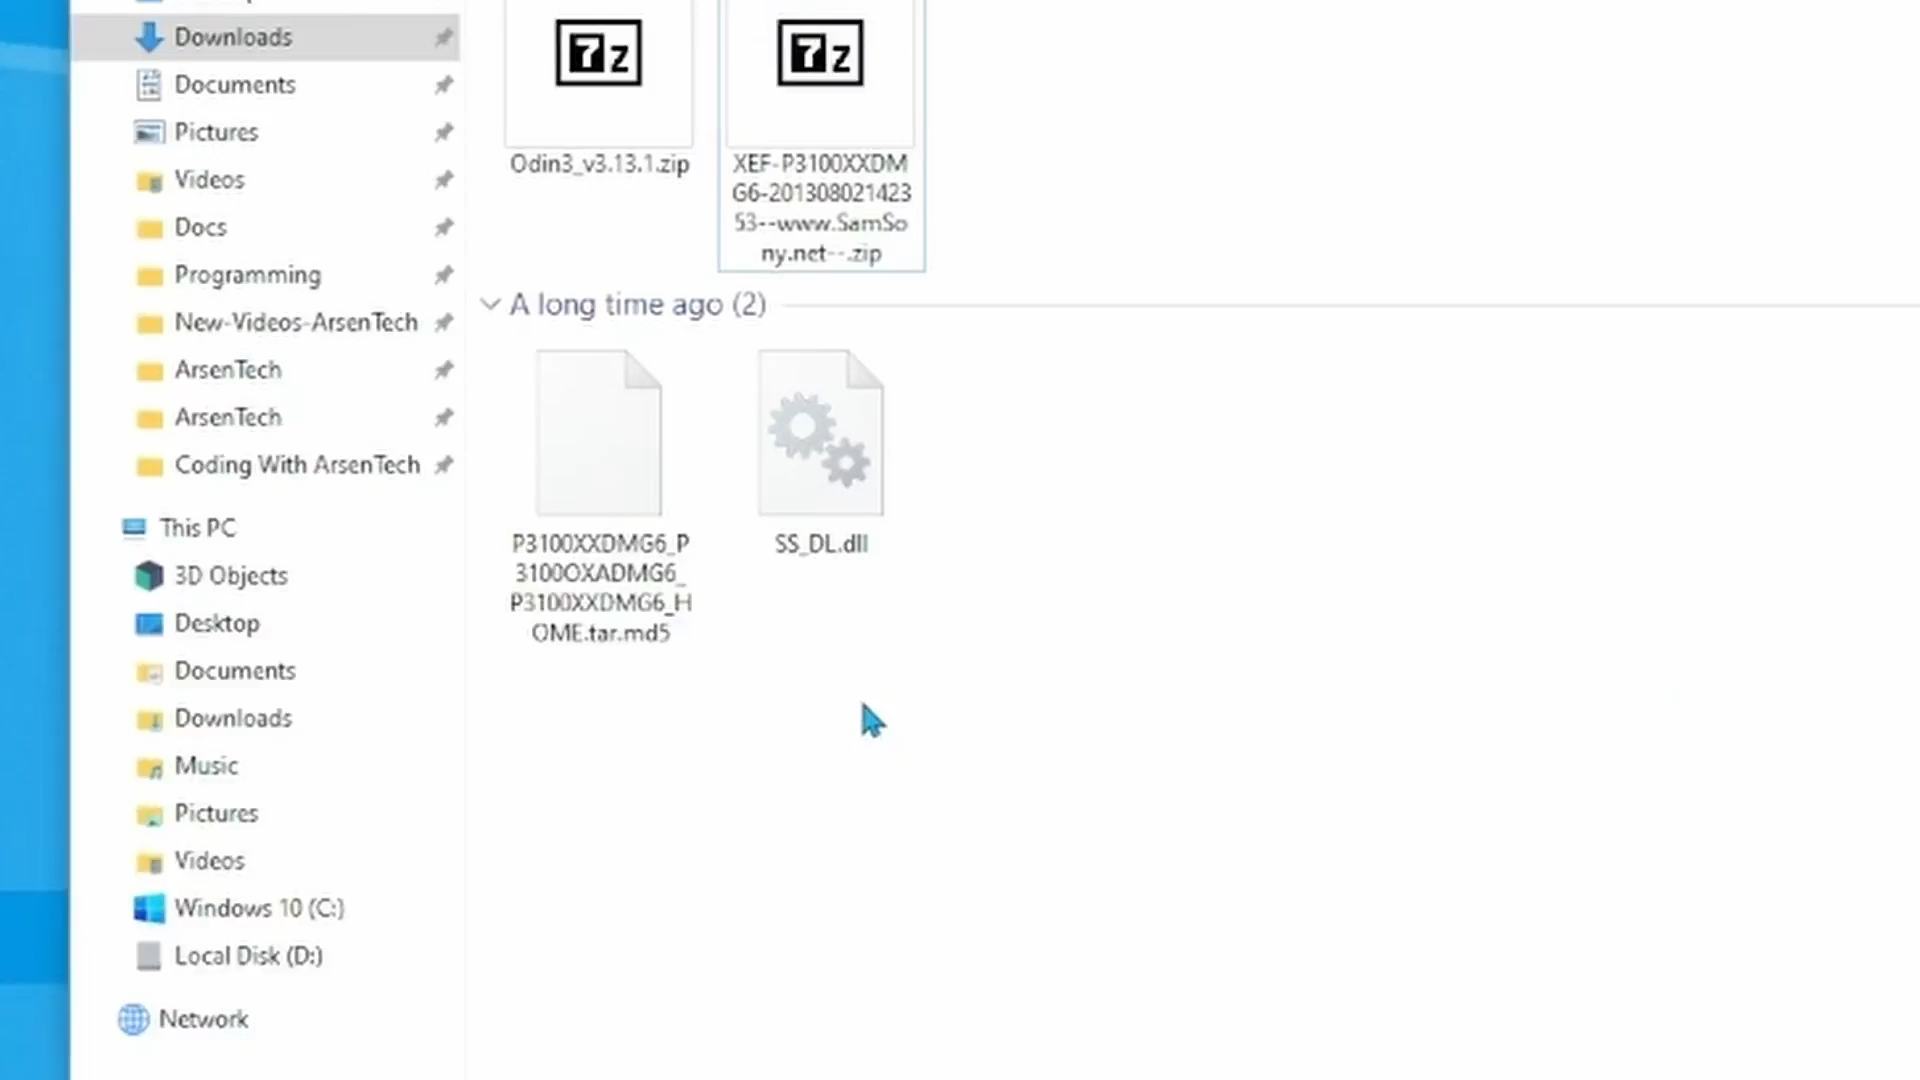 Downloads
Documents
Pictures
Videos
Docs
Programming
New-Videos-ArsenTech
ArsenTech
ArsenTech
Coding With ArsenTech
This PC
3D Objects
Desktop
Documents
Downloads
Music
Pictures
Videos
Windows 10 (C:)
Local Disk (D:)
Network
7z
7z
Odin3_v3.13.1.zip
XEF-P3100XXDM
G6-201308021423
53--www.SamSo
ny.net--.zip
A long time ago (2)
P3100XXDMG6_P
3100OXADMG6_
P3100XXDMG6_H
OME.tar.md5
SS_DL.dll